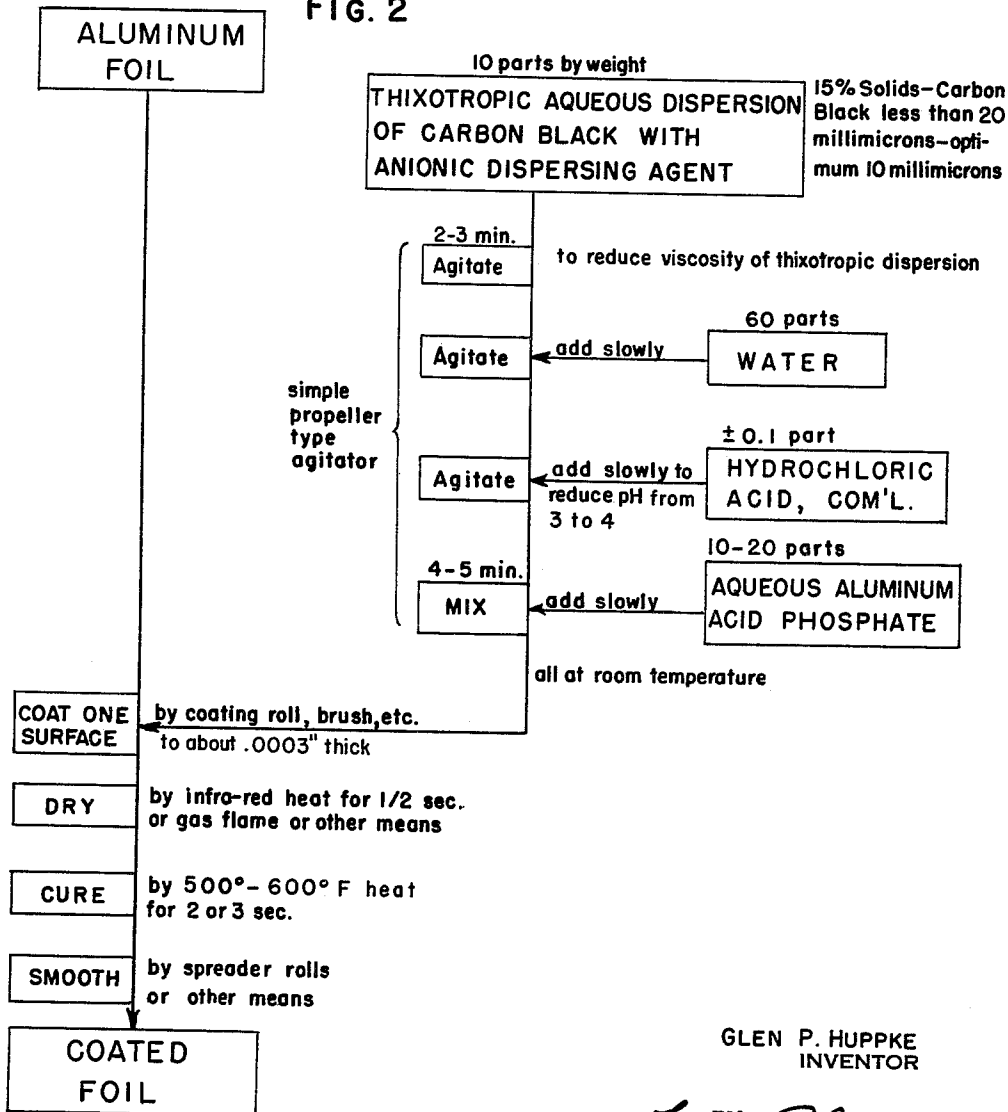 FIG. 2
ALUMINUM
FOIL
10 parts by weight
THIXOTROPIC AQUEOUS DISPERSION
OF CARBON BLACK WITH
ANIONIC DISPERSING AGENT
15% Solids-Carbon
Black less than 20
millimicrons-opti-
mum 10 millimicrons
2-3 min.
Agitate
to reduce viscosity of thixotropic dispersion
60 parts
Agitate
add slowly
WATER
simple
propeller
type
agitator
± 0.1 part
Agitate
add slowly to
reduce pH from
3 to 4
HYDROCHLORIC
ACID, COM'L.
10-20 parts
4-5 min.
MIX
add slowly
AQUEOUS ALUMINUM
ACID PHOSPHATE
all at room temperature
COAT ONE
SURFACE
by coating roll, brush, etc.
to about .0003" thick
DRY
by infra-red heat for 1/2 sec.
or gas flame or other means
CURE
by 500°- 600° F heat
for 2 or 3 sec.
SMOOTH
by spreader rolls
or other means
COATED
FOIL
GLEN P. HUPPKE
INVENTOR